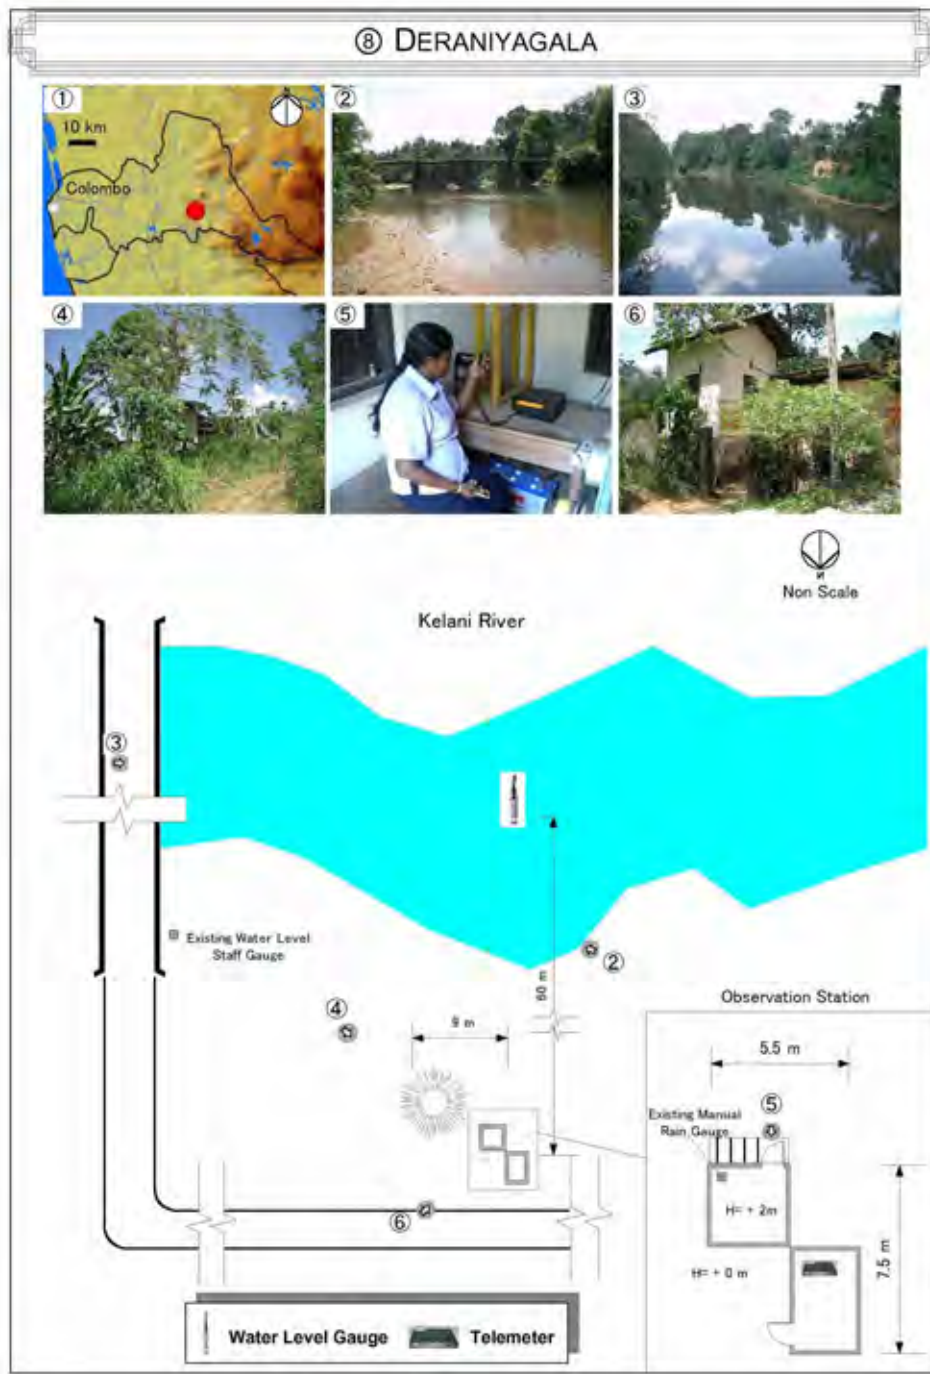 ⑧ DERANIYAGALA
①
10 km
Colombo
②
③
④
⑤
⑥
N
Non Scale
Kelani River
③
Existing Water Level
Staff Gauge
②
60 m
④
9 m
Observation Station
5.5 m
⑤
Existing Manual
Rain Gauge
H= + 2m
H= + 0 m
7.5 m
⑥
Water Level Gauge
Telemeter